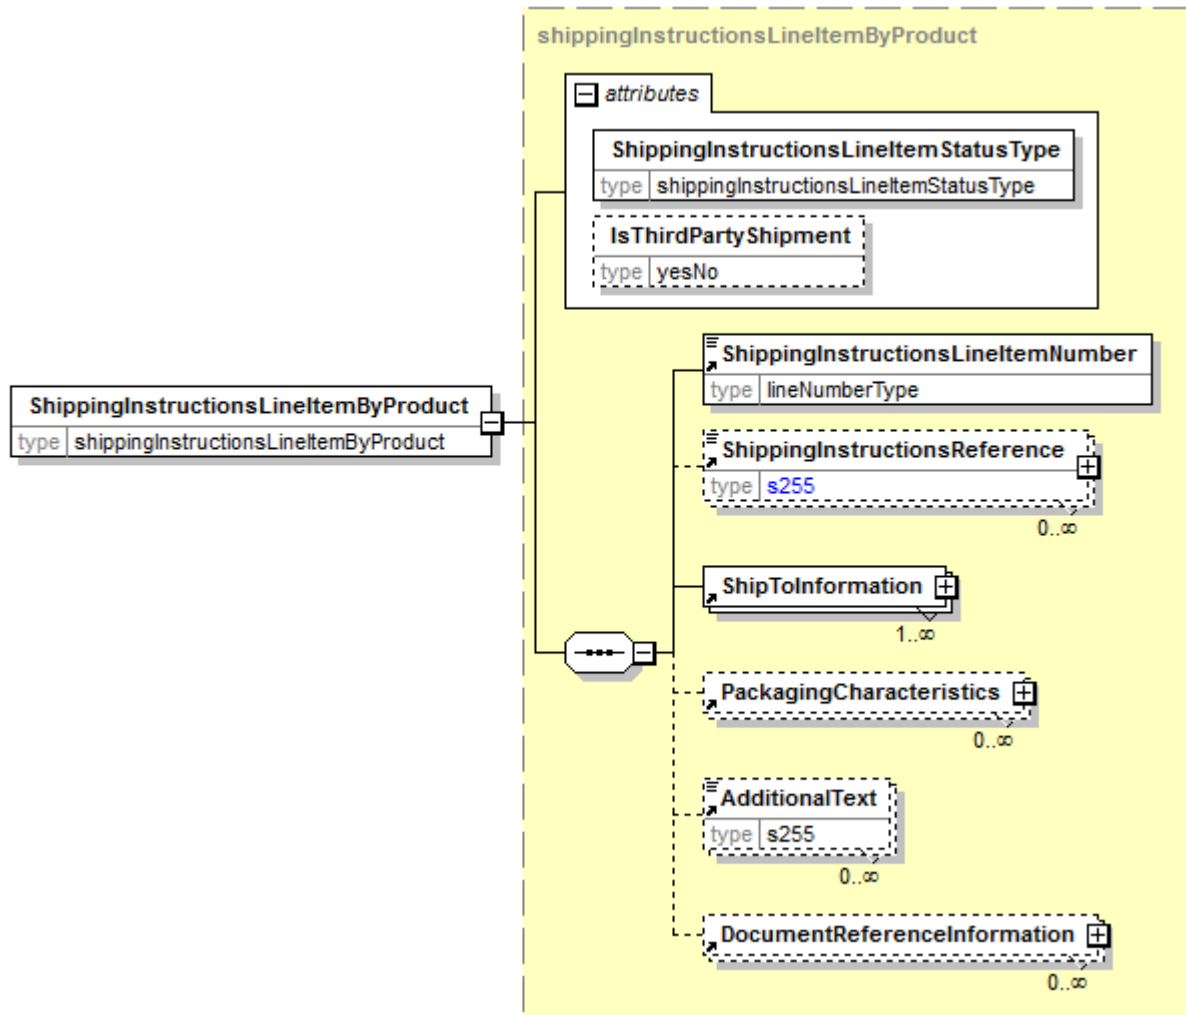 shippingInstructionsLineItemByProduct
attributes
ShippingInstructionsLineItemStatusType
type shippingInstructionsLineItemStatusType
IsThirdPartyShipment
type yesNo
ShippingInstructionsLineItemNumber
type lineNumberType
ShippingInstructionsLineItemByProduct
type shippingInstructionsLineItemByProduct
ShippingInstructionsReference
type s255
0..∞
ShipToInformation
1..∞
PackagingCharacteristics
0..∞
AdditionalText
type s255
0..∞
DocumentReferenceInformation
0..∞